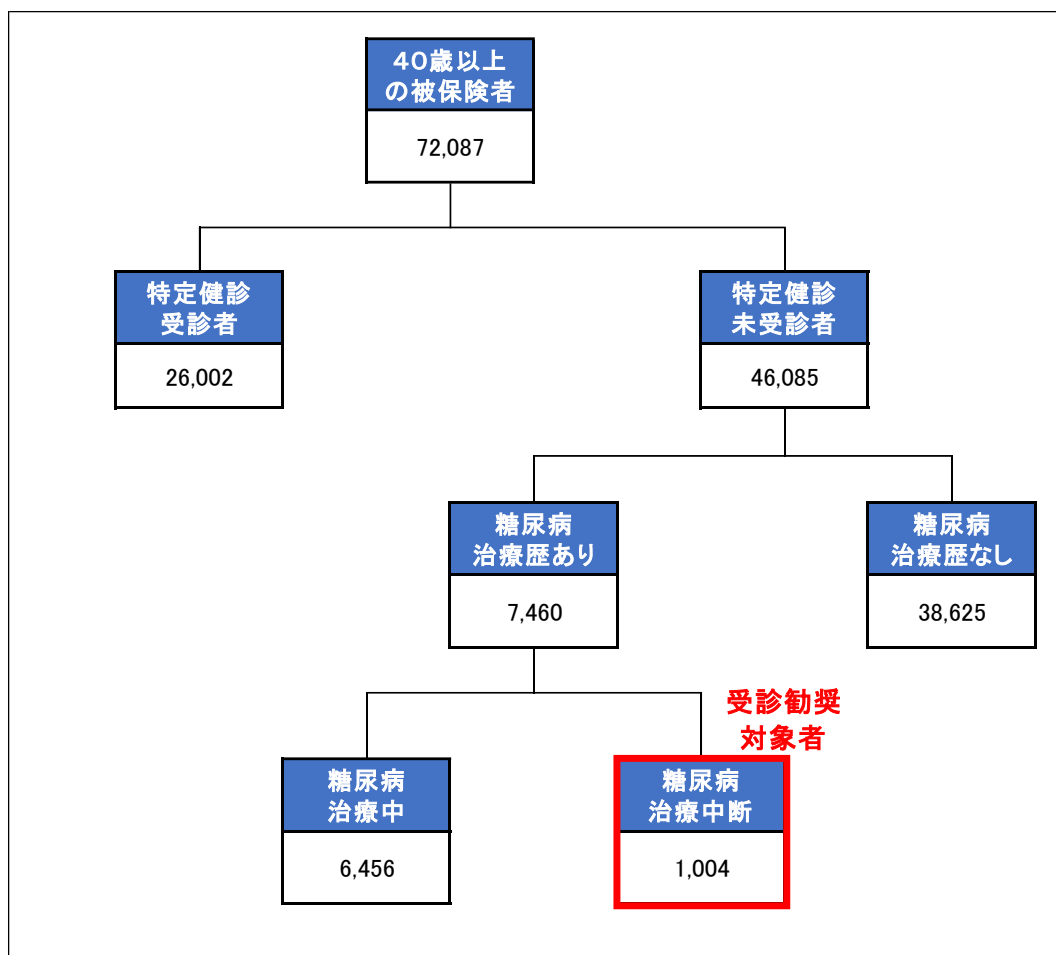 40歳以上
の被保険者
72,087
特定健診
受診者
26,002
特定健診
未受診者
46,085
糖尿病
治療歴あり
7,460
糖尿病
治療歴なし
38,625
受診勧奨
対象者
糖尿病
治療中
6,456
糖尿病
治療中断
1,004